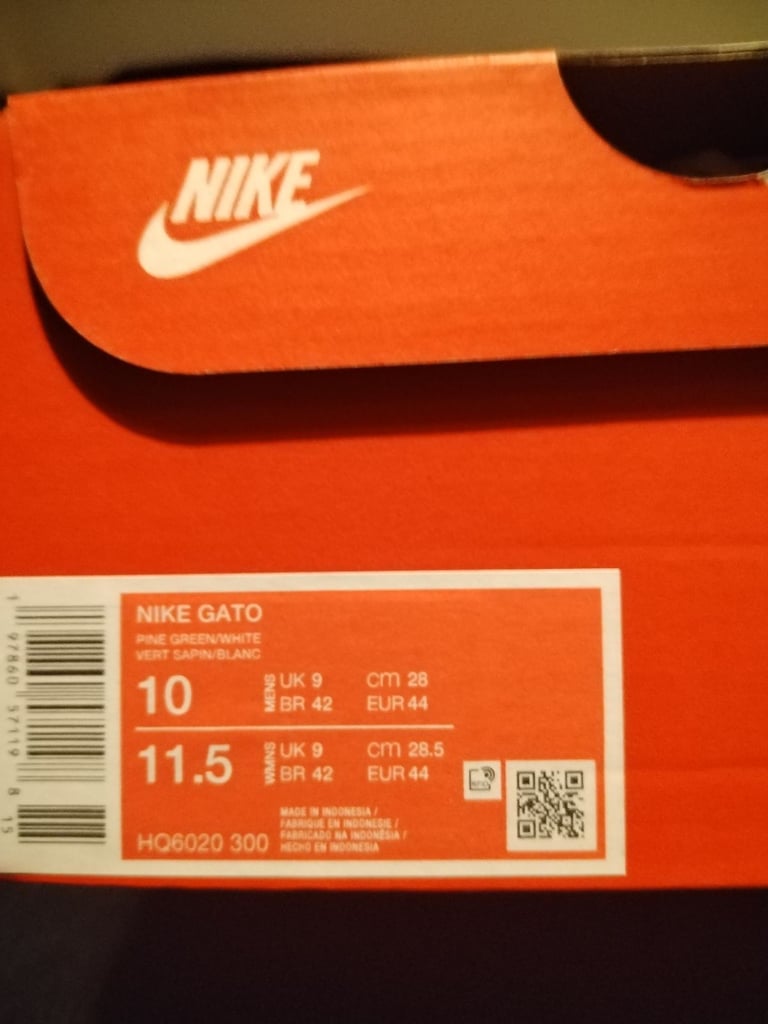 NIKE
NIKE GATO
PINE GREEN/WHITE
VERT SAPIN/BLANC
10 MENS UK 9 cm 28
BR 42 EUR 44
11.5 WMNS UK 9 cm 28.5
BR 42 EUR 44
HQ6020 300
MADE IN INDONESIA /
FABRIQUE EN INDONESIE /
FABRICADO NA INDONÉSIA /
HECHO EN INDONESIA
1 97860 57119 8 15